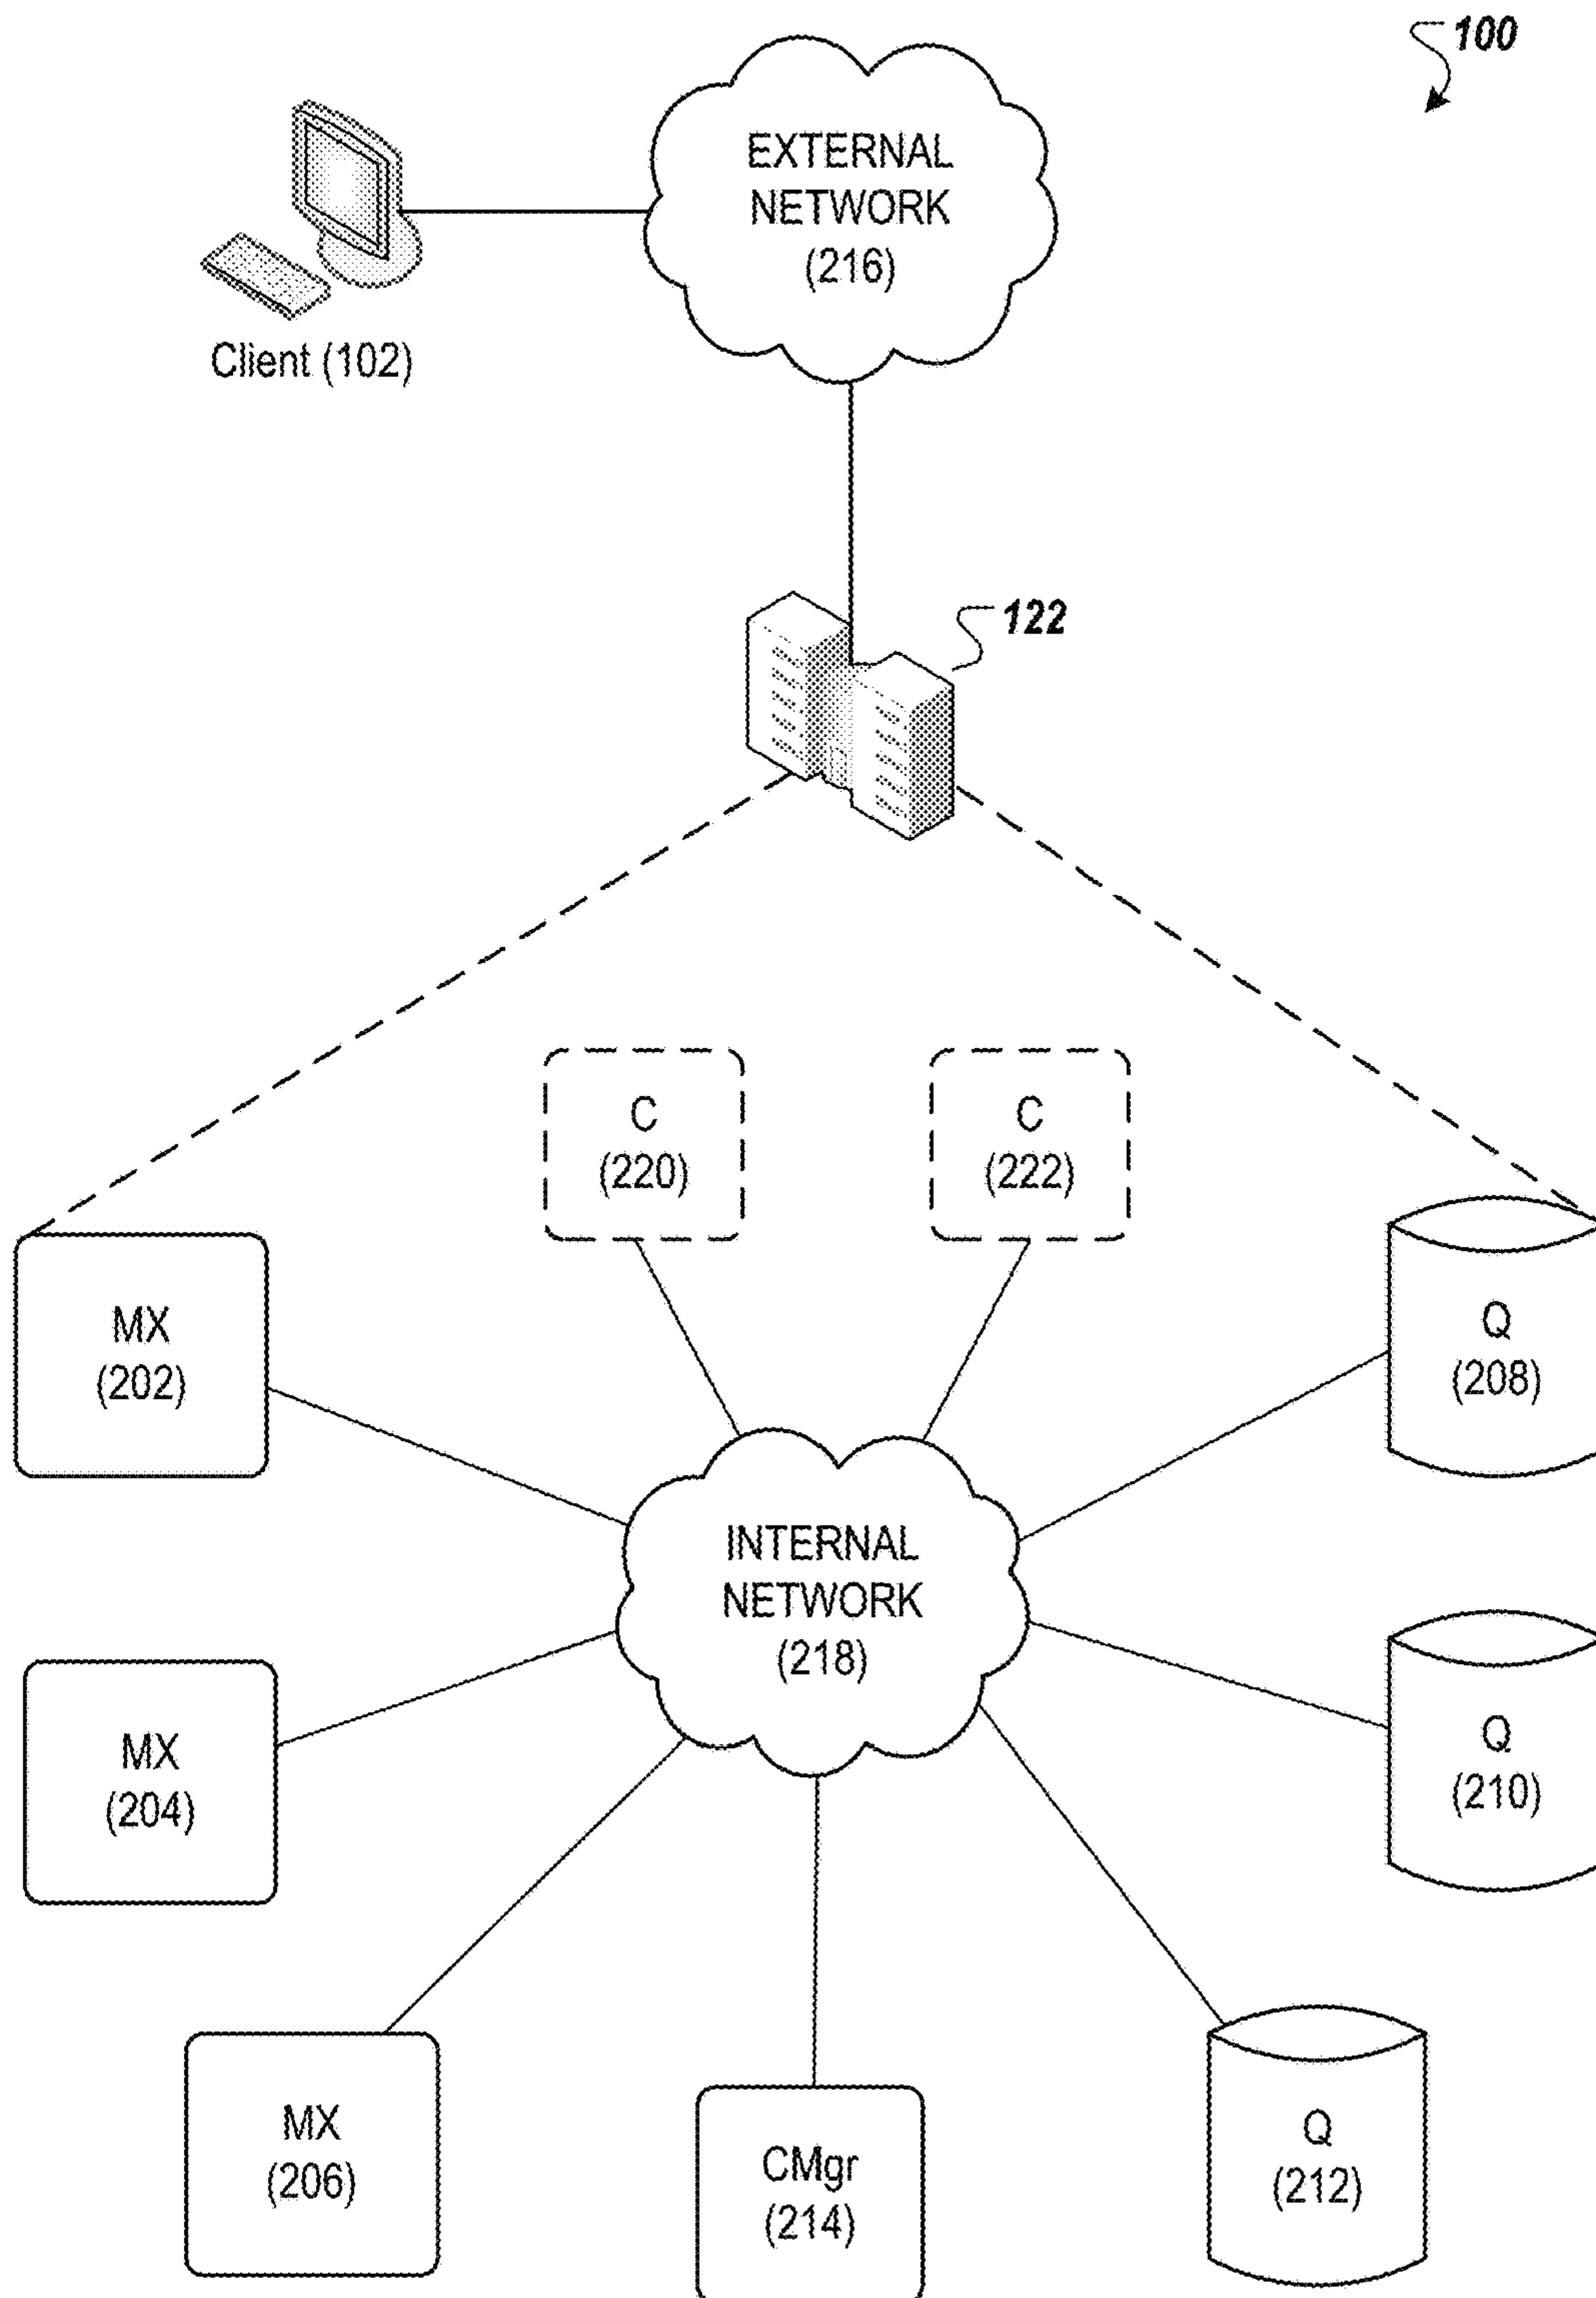 100
EXTERNAL
NETWORK
(216)
Client (102)
122
C
(220)
C
(222)
MX
(202)
Q
(208)
INTERNAL
NETWORK
(218)
MX
(204)
Q
(210)
MX
(206)
CMgr
(214)
Q
(212)